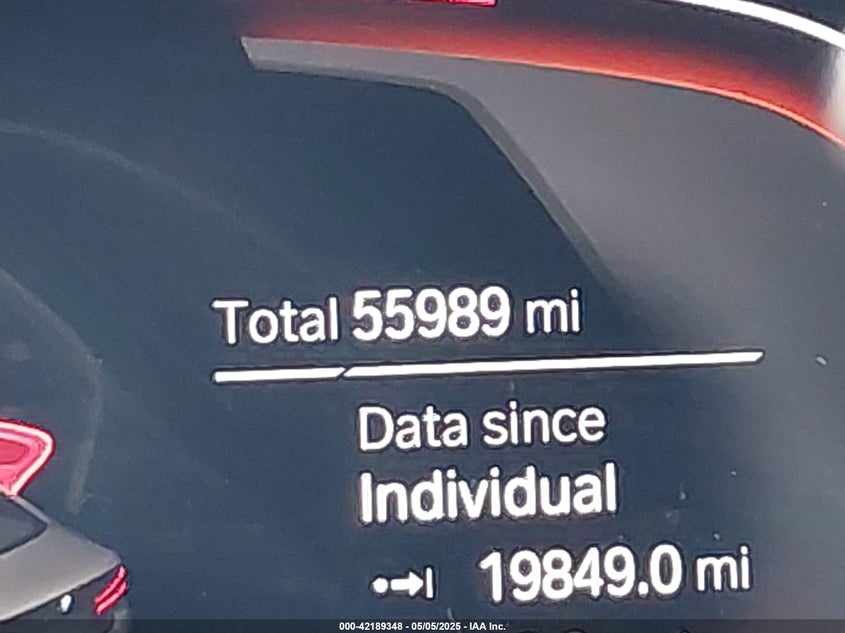 Total 55989 mi
Data since
Individual
19849.0 mi
000-42189348 - 05/05/2025 - IAA Inc.